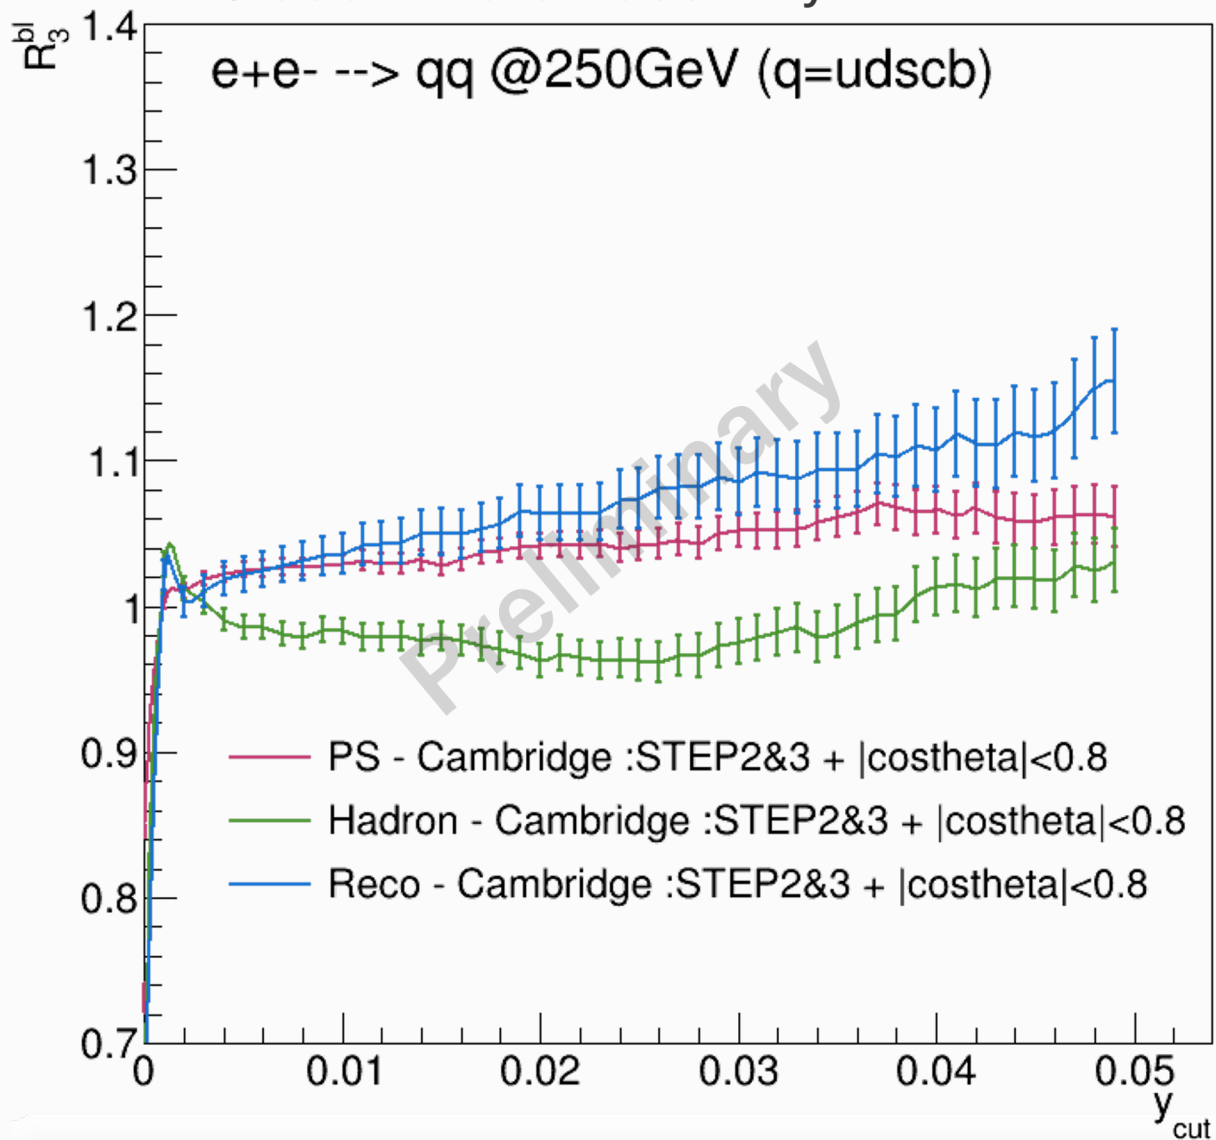 R₃ᵇˡ
1.4
e+e- --> qq @250GeV (q=udscb)
1.3
1.2
1.1
1
0.9
0.8
0.7
Preliminary
PS - Cambridge :STEP2&3 + |costheta|<0.8
Hadron - Cambridge :STEP2&3 + |costheta|<0.8
Reco - Cambridge :STEP2&3 + |costheta|<0.8
0 0.01 0.02 0.03 0.04 0.05
y cut